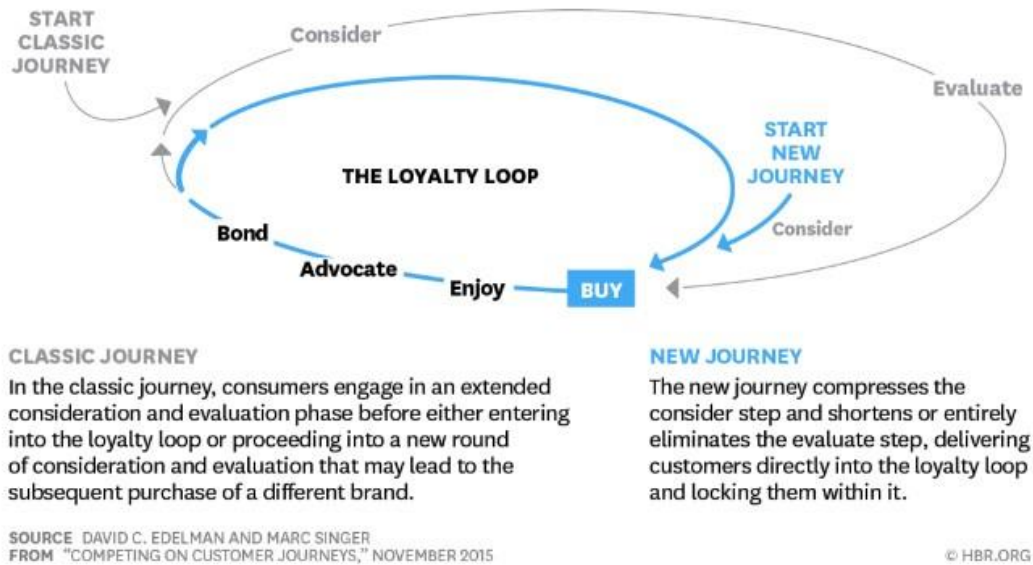 START
CLASSIC
JOURNEY
Consider
Evaluate
START
NEW
JOURNEY
Consider
THE LOYALTY LOOP
Bond
Advocate
Enjoy
BUY
CLASSIC JOURNEY
In the classic journey, consumers engage in an extended
consideration and evaluation phase before either entering
into the loyalty loop or proceeding into a new round
of consideration and evaluation that may lead to the
subsequent purchase of a different brand.
NEW JOURNEY
The new journey compresses the
consider step and shortens or entirely
eliminates the evaluate step, delivering
customers directly into the loyalty loop
and locking them within it.
SOURCE DAVID C. EDELMAN AND MARC SINGER
FROM "COMPETING ON CUSTOMER JOURNEYS," NOVEMBER 2015
© HBR.ORG